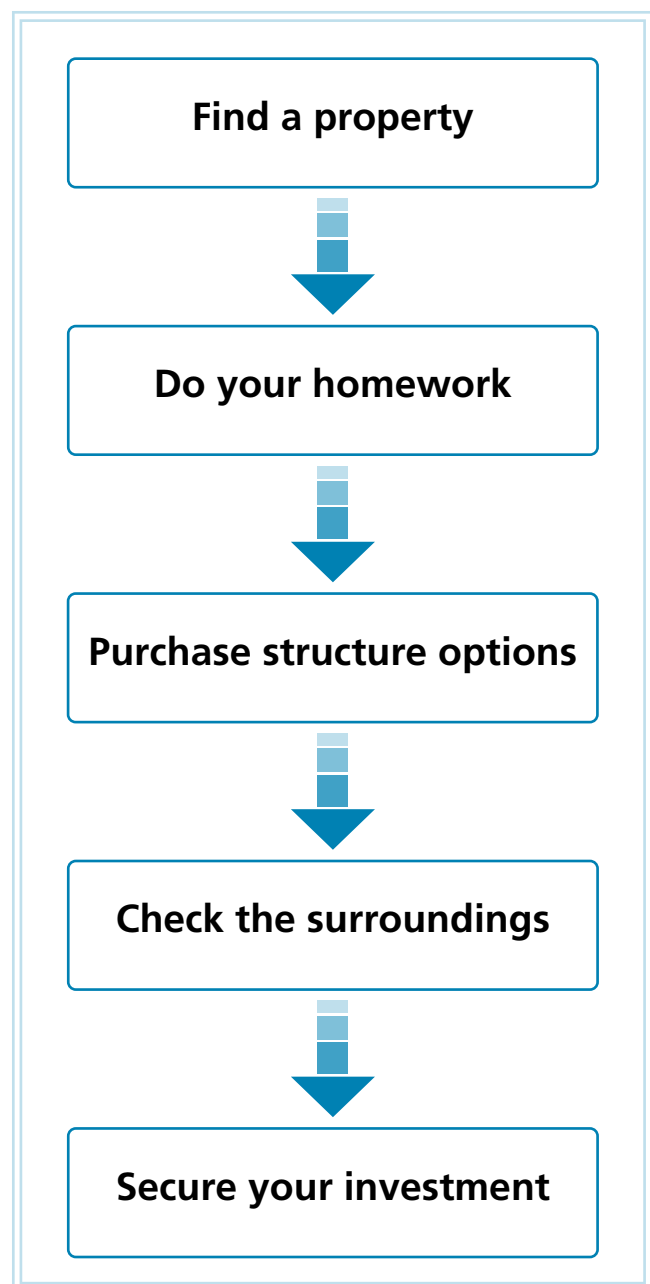 Find a property
Do your homework
Purchase structure options
Check the surroundings
Secure your investment